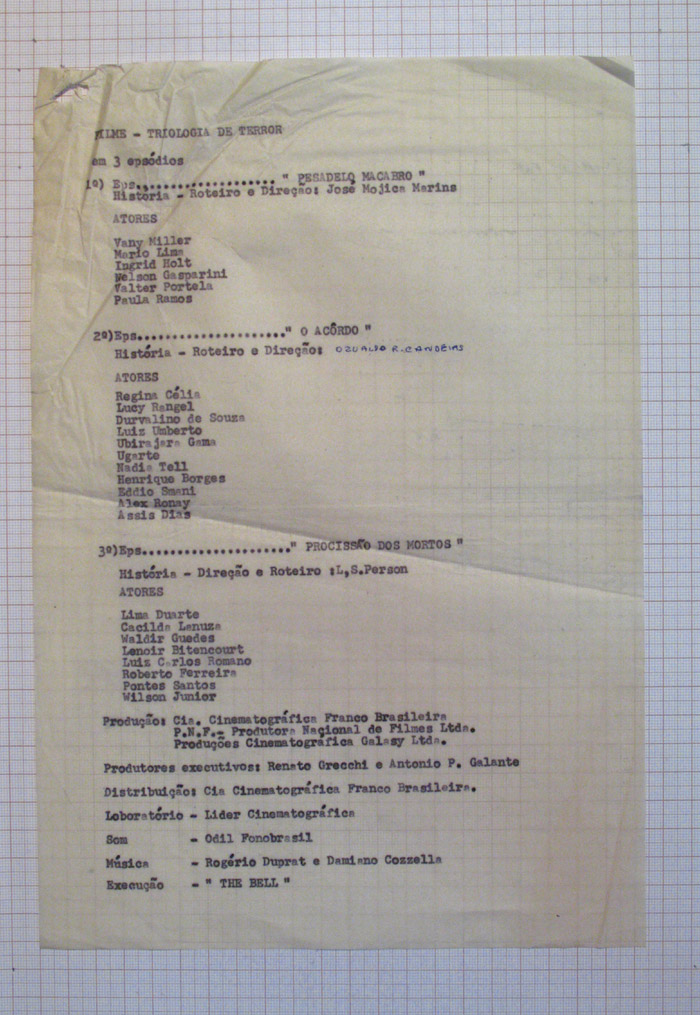 FILME - TRIOLOGIA DE TERROR
em 3 episódios
1º) Eps..................... " PESADELO MACABRO "
História - Roteiro e Direção: José Mojica Marins
ATORES
Vany Miller
Mario Lima
Ingrid Holt
Nelson Gasparini
Valter Portela
Paula Ramos
2º)Eps....................." O ACÔRDO "
História - Roteiro e Direção: OZUALDO R. CANDEIAS
ATORES
Regina Célia
Lucy Rangel
Durvalino de Souza
Luiz Umberto
Ubirajara Gama
Ugarte
Nadia Tell
Henrique Borges
Eddio Smani
Alex Ronay
Assis Dias
3º)Eps....................." PROCISSÃO DOS MORTOS "
História - Direção e Roteiro :L,S.Person
ATORES
Lima Duarte
Cacilda Lanuza
Waldir Guedes
Lenoir Bitencourt
Luiz Carlos Romano
Roberto Ferreira
Pontes Santos
Wilson Junior
Produção: Cia. Cinematográfica Franco Brasileira
P.N.F.- Produtora Naçional de Filmes Ltda.
Produções Cinematográfica Galasy Ltda.
Produtores executivos: Renato Grecchi e Antonio P. Galante
Distribuição: Cia Cinematográfica Franco Brasileira.
Loboratório - Lider Cinematográfica
Som - Odil Fonobrasil
Música - Rogério Duprat e Damiano Cozzella
Execução - " THE BELL "